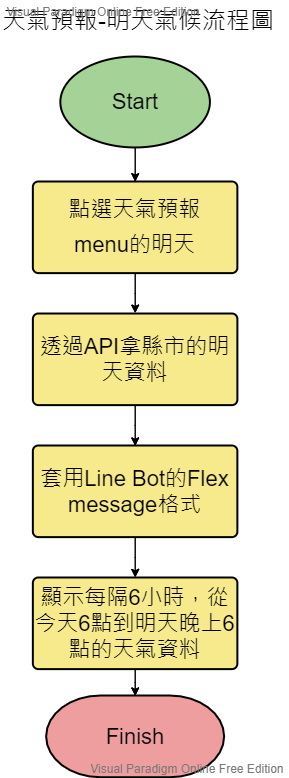 Visual Paradigm Online Free Edition
天氣預報-明天氣候流程圖
Start
點選天氣預報
menu的明天
透過API拿縣市的明
天資料
套用Line Bot的Flex
message格式
顯示每隔6小時，從
今天6點到明天晚上6
點的天氣資料
Finish
Visual Paradigm Online Free Edition